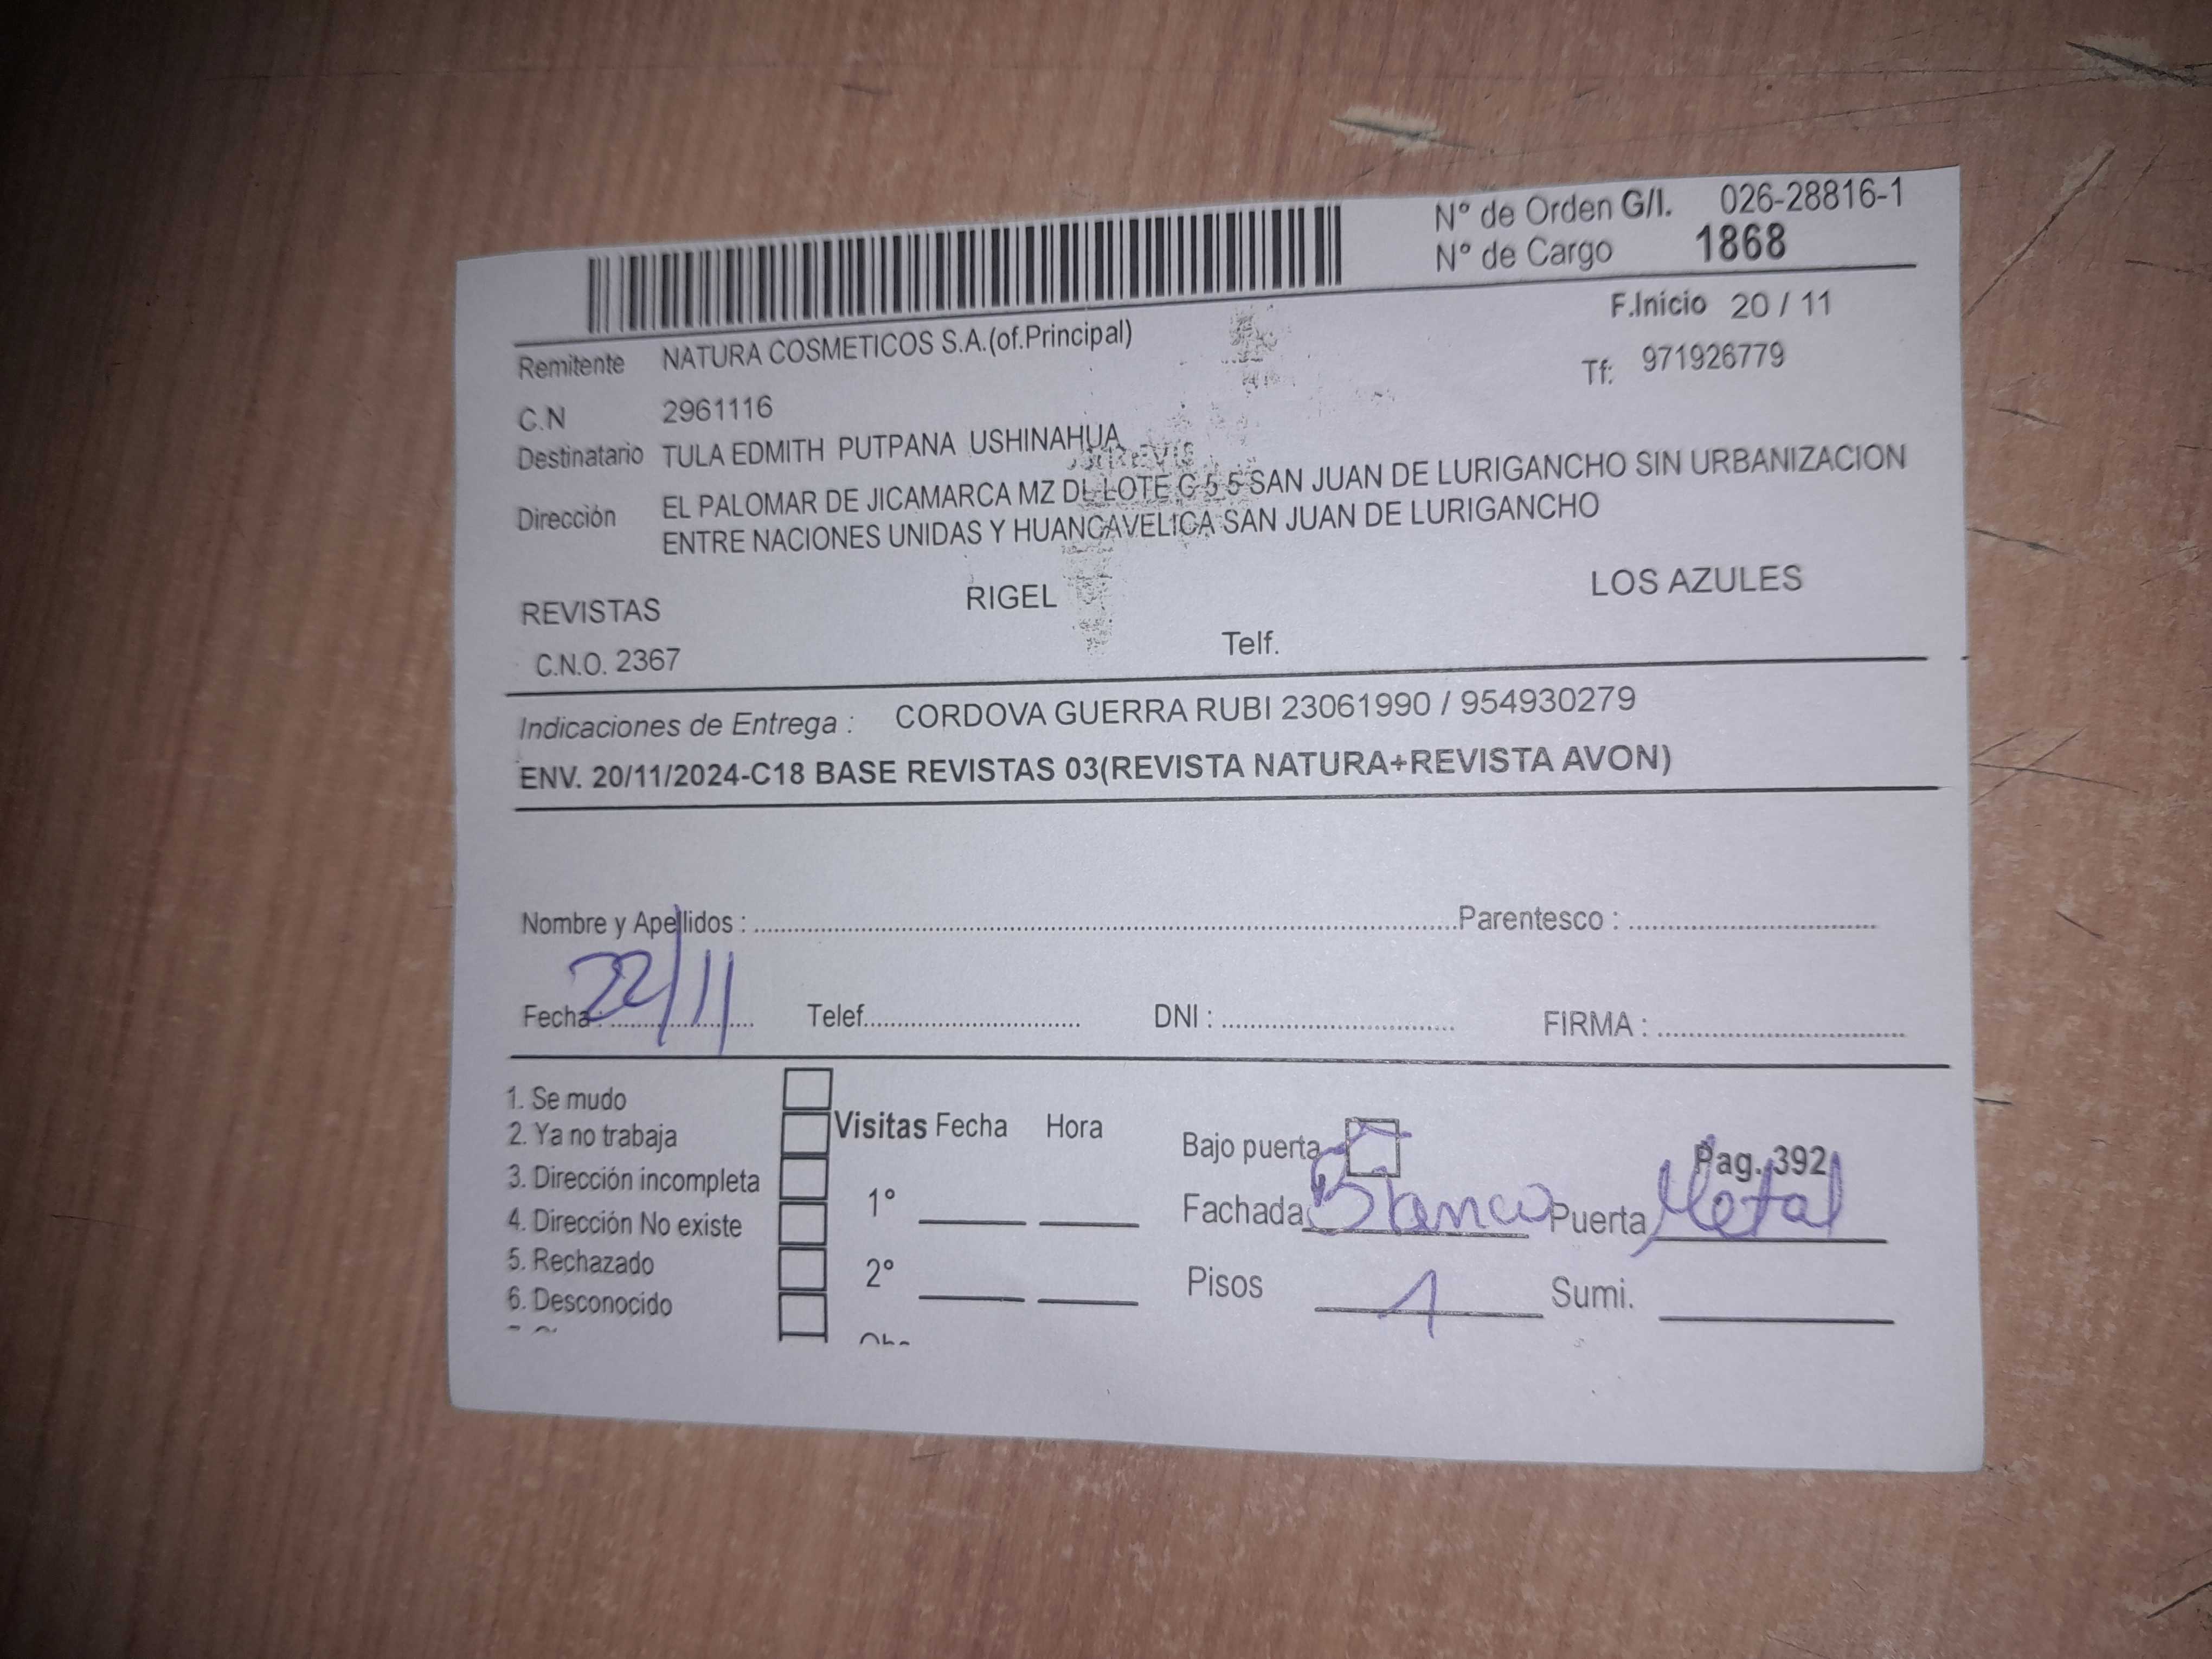 N° de Orden G/I. 026-28816-1
N° de Cargo 1868
F.Inicio 20 / 11
Remitente NATURA COSMETICOS S.A.(of.Principal)
Tf: 971926779
C.N 2961116
Destinatario TULA EDMITH PUTPANA USHINAHUA
Dirección EL PALOMAR DE JICAMARCA MZ DL LOTE G 5 5 SAN JUAN DE LURIGANCHO SIN URBANIZACION
ENTRE NACIONES UNIDAS Y HUANCAVELICA SAN JUAN DE LURIGANCHO
REVISTAS RIGEL LOS AZULES
C.N.O. 2367 Telf.
Indicaciones de Entrega : CORDOVA GUERRA RUBI 23061990 / 954930279
ENV. 20/11/2024-C18 BASE REVISTAS 03(REVISTA NATURA+REVISTA AVON)
Nombre y Apellidos : Parentesco :
Fecha : 22/11 Telef. DNI : FIRMA :
1. Se mudo
2. Ya no trabaja
3. Dirección incompleta
4. Dirección No existe
5. Rechazado
6. Desconocido
Visitas Fecha Hora
1°
2°
Bajo puerta Pag. 392
Fachada Blanco Puerta Metal
Pisos 1 Sumi.